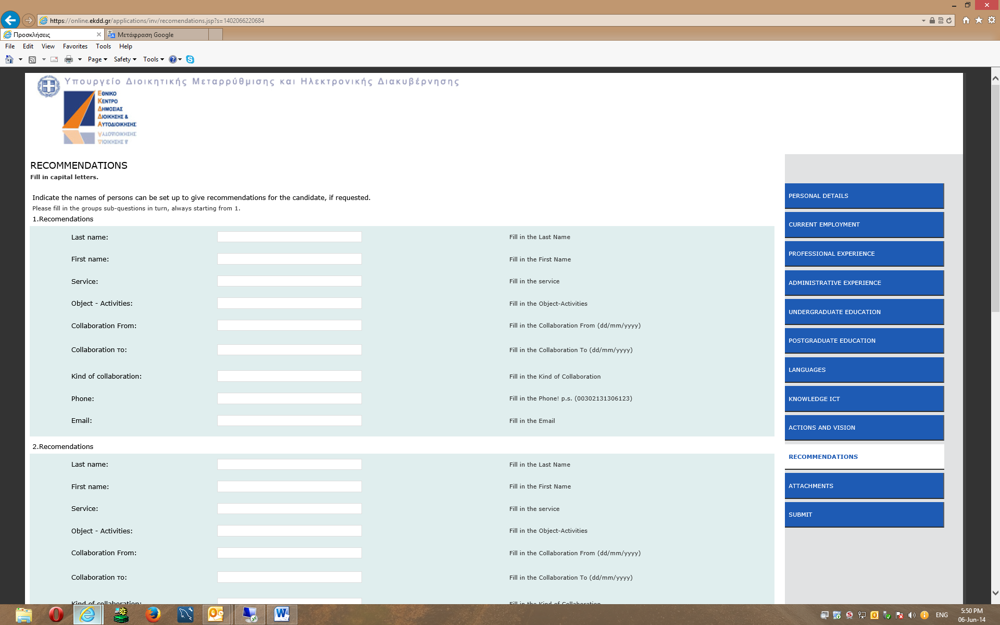 https://online.ekdd.gr/applications/inv/recomendations.jsp?s=1402066220684
Προσκλήσεις
Μετάφραση Google
File Edit View Favorites Tools Help
Page Safety Tools
Υπουργείο Διοικητικής Μεταρρύθμισης και Ηλεκτρονικής Διακυβέρνησης
ΕΘΝΙΚΟ
ΚΕΝΤΡΟ
ΔΗΜΟΣΙΑΣ
ΔΙΟΙΚΗΣΗΣ &
ΑΥΤΟΔΙΟΙΚΗΣΗΣ
RECOMMENDATIONS
Fill in capital letters.
Indicate the names of persons can be set up to give recommendations for the candidate, if requested.
Please fill in the groups sub-questions in turn, always starting from 1.
1.Recomendations
Last name: Fill in the Last Name
First name: Fill in the First Name
Service: Fill in the service
Object - Activities: Fill in the Object-Activities
Collaboration From: Fill in the Collaboration From (dd/mm/yyyy)
Collaboration το: Fill in the Collaboration To (dd/mm/yyyy)
Kind of collaboration: Fill in the Kind of Collaboration
Phone: Fill in the Phone! p.s. (00302131306123)
Email: Fill in the Email
2.Recomendations
Last name: Fill in the Last Name
First name: Fill in the First Name
Service: Fill in the service
Object - Activities: Fill in the Object-Activities
Collaboration From: Fill in the Collaboration From (dd/mm/yyyy)
Collaboration το: Fill in the Collaboration To (dd/mm/yyyy)
Kind of collaboration: Fill in the Kind of Collaboration
PERSONAL DETAILS
CURRENT EMPLOYMENT
PROFESSIONAL EXPERIENCE
ADMINISTRATIVE EXPERIENCE
UNDERGRADUATE EDUCATION
POSTGRADUATE EDUCATION
LANGUAGES
KNOWLEDGE ICT
ACTIONS AND VISION
RECOMMENDATIONS
ATTACHMENTS
SUBMIT
ENG
5:50 PM
06-Jun-14